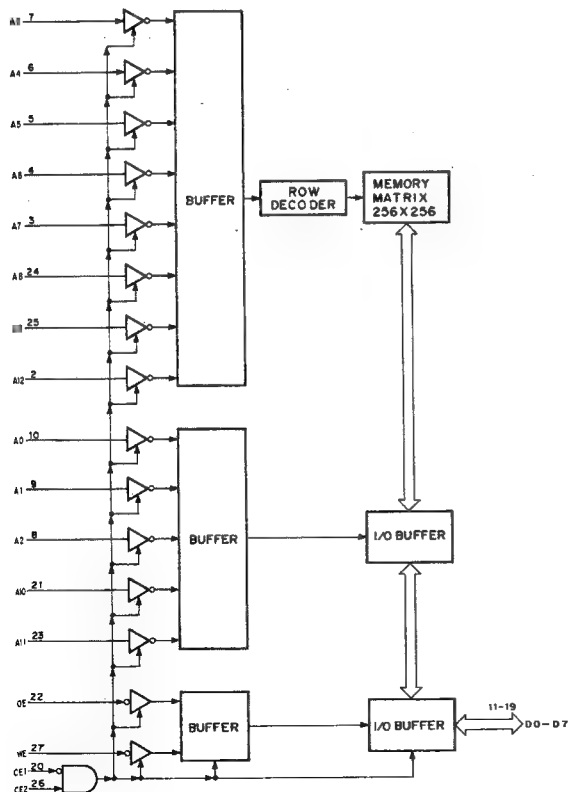 7
A4 6
A5 5
A6 4
A7 3
A8 24
25
A12 2
BUFFER
ROW
DECODER
MEMORY
MATRIX
256X256
A0 10
A1 9
A2 8
A10 21
A11 23
BUFFER
I/O BUFFER
OE 22
WE 27
CE1 20
CE2 26
BUFFER
I/O BUFFER
11-19
D0-D7